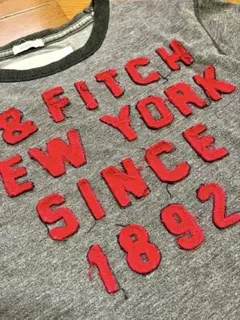 & FITCH
EW YORK
SINCE
1892